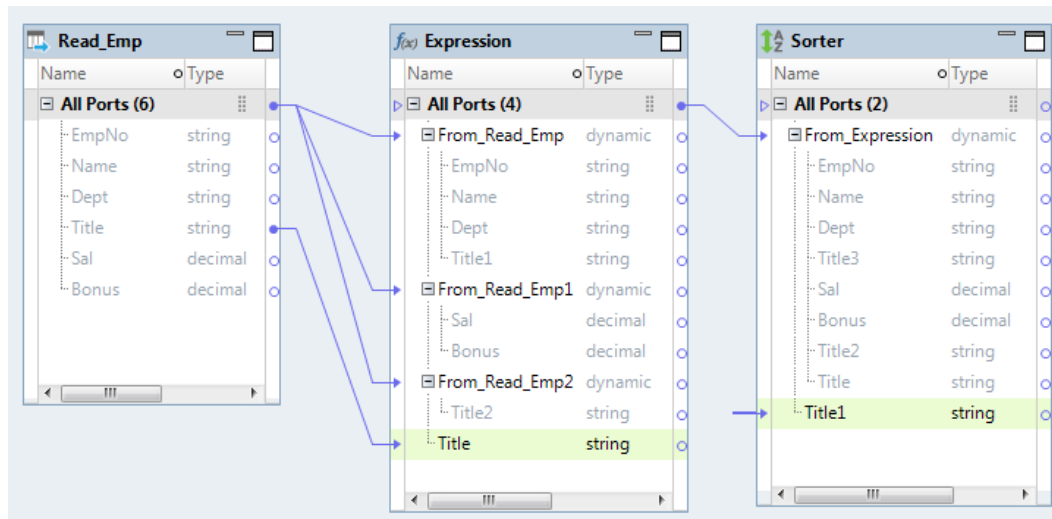 Read_Emp
Name Type
All Ports (6)
EmpNo string
Name string
Dept string
Title string
Sal decimal
Bonus decimal
f(x) Expression
Name Type
All Ports (4)
From_Read_Emp dynamic
EmpNo string
Name string
Dept string
Title1 string
From_Read_Emp1 dynamic
Sal decimal
Bonus decimal
From_Read_Emp2 dynamic
Title2 string
Title string
A Z Sorter
Name Type
All Ports (2)
From_Expression dynamic
EmpNo string
Name string
Dept string
Title3 string
Sal decimal
Bonus decimal
Title2 string
Title string
Title1 string